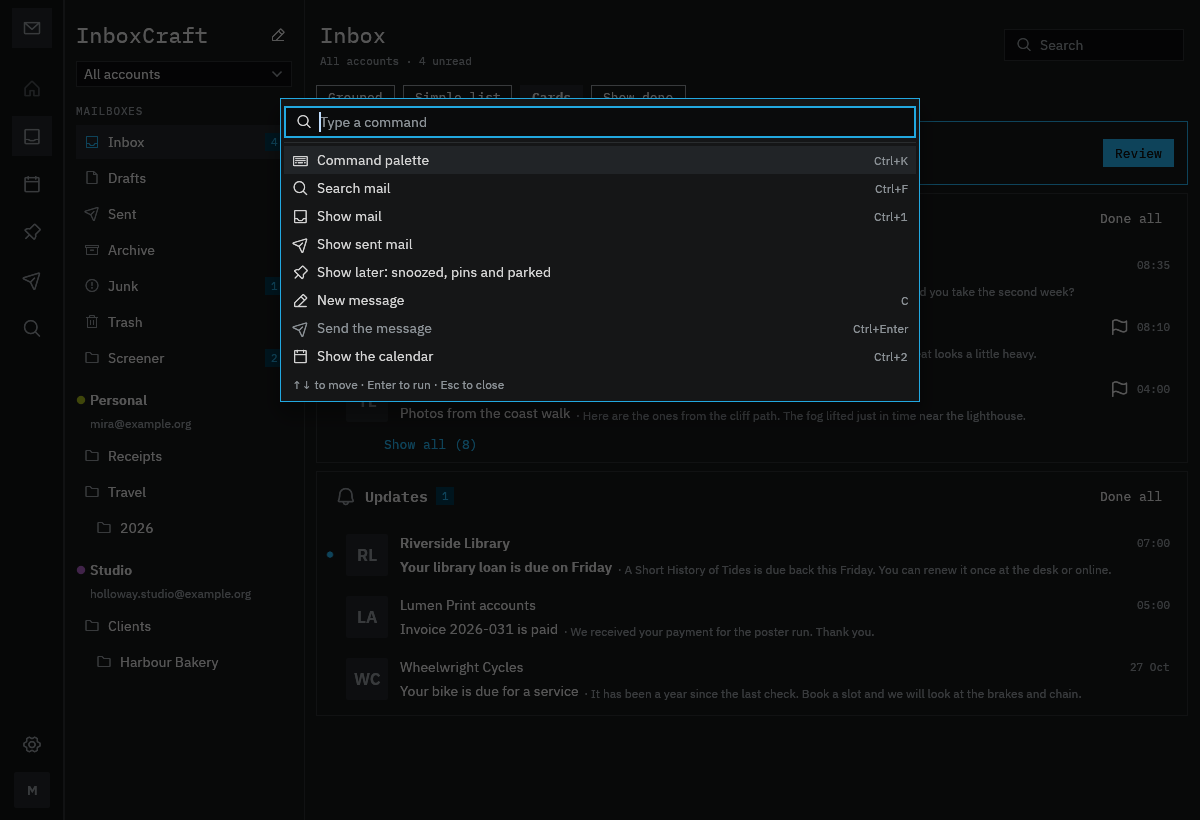 InboxCraft
All accounts
MAILBOXES
Inbox 4
Drafts
Sent
Archive
Junk 1
Trash
Screener 2
Personal
mira@example.org
Receipts
Travel
2026
Studio
holloway.studio@example.org
Clients
Harbour Bakery
M
Inbox
All accounts · 4 unread
Search
Grouped Simple list Cards Show done
Review
Type a command
Command palette Ctrl+K
Search mail Ctrl+F
Show mail Ctrl+1
Show sent mail
Show later: snoozed, pins and parked
New message C
Send the message Ctrl+Enter
Show the calendar Ctrl+2
↑↓ to move · Enter to run · Esc to close
Done all
08:35
you take the second week?
08:10
looks a little heavy.
04:00
Photos from the coast walk · Here are the ones from the cliff path. The fog lifted just in time near the lighthouse.
Show all (8)
Updates 1 Done all
RL
Riverside Library 07:00
Your library loan is due on Friday · A Short History of Tides is due back this Friday. You can renew it once at the desk or online.
LA
Lumen Print accounts 05:00
Invoice 2026-031 is paid · We received your payment for the poster run. Thank you.
WC
Wheelwright Cycles 27 Oct
Your bike is due for a service · It has been a year since the last check. Book a slot and we will look at the brakes and chain.